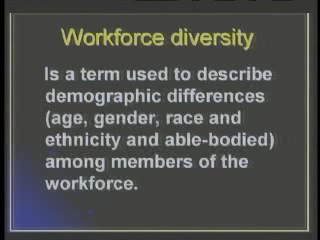 Workforce diversity
Is a term used to describe
demographic differences
(age, gender, race and
ethnicity and able-bodied)
among members of the
workforce.